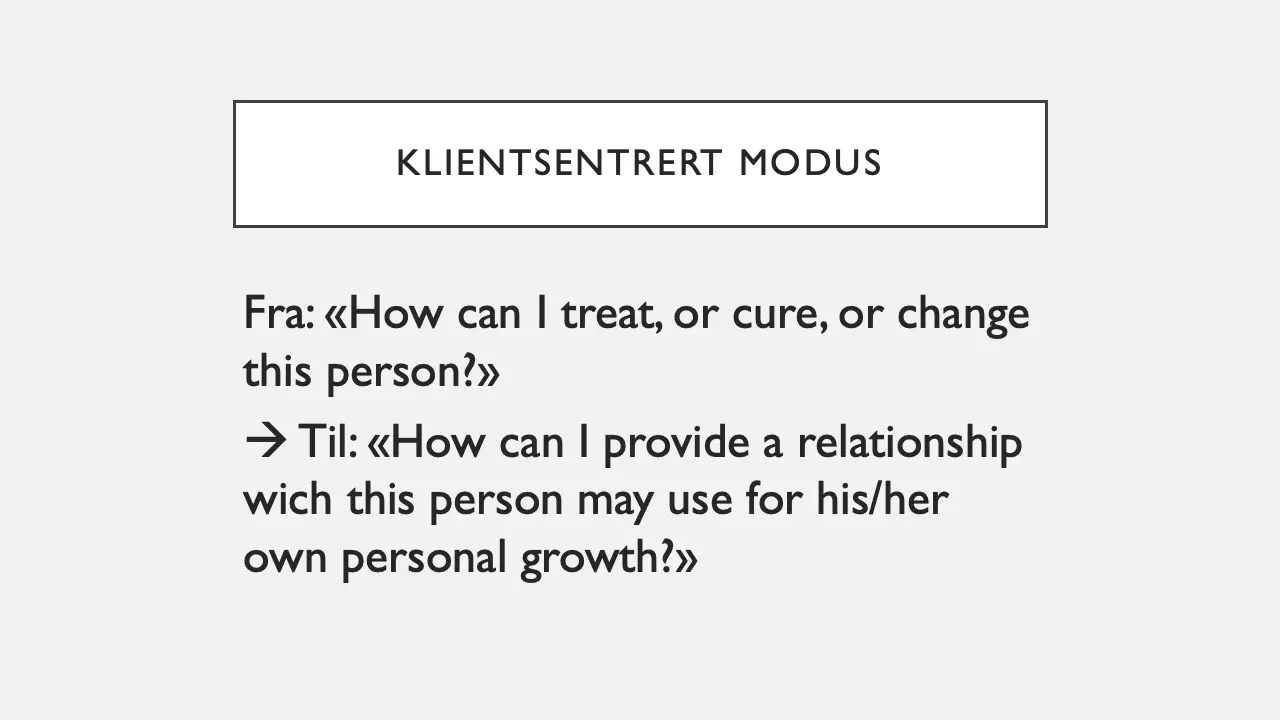 KLIENTSENTRERT MODUS
Fra: «How can I treat, or cure, or change
this person?»
→ Til: «How can I provide a relationship
wich this person may use for his/her
own personal growth?»